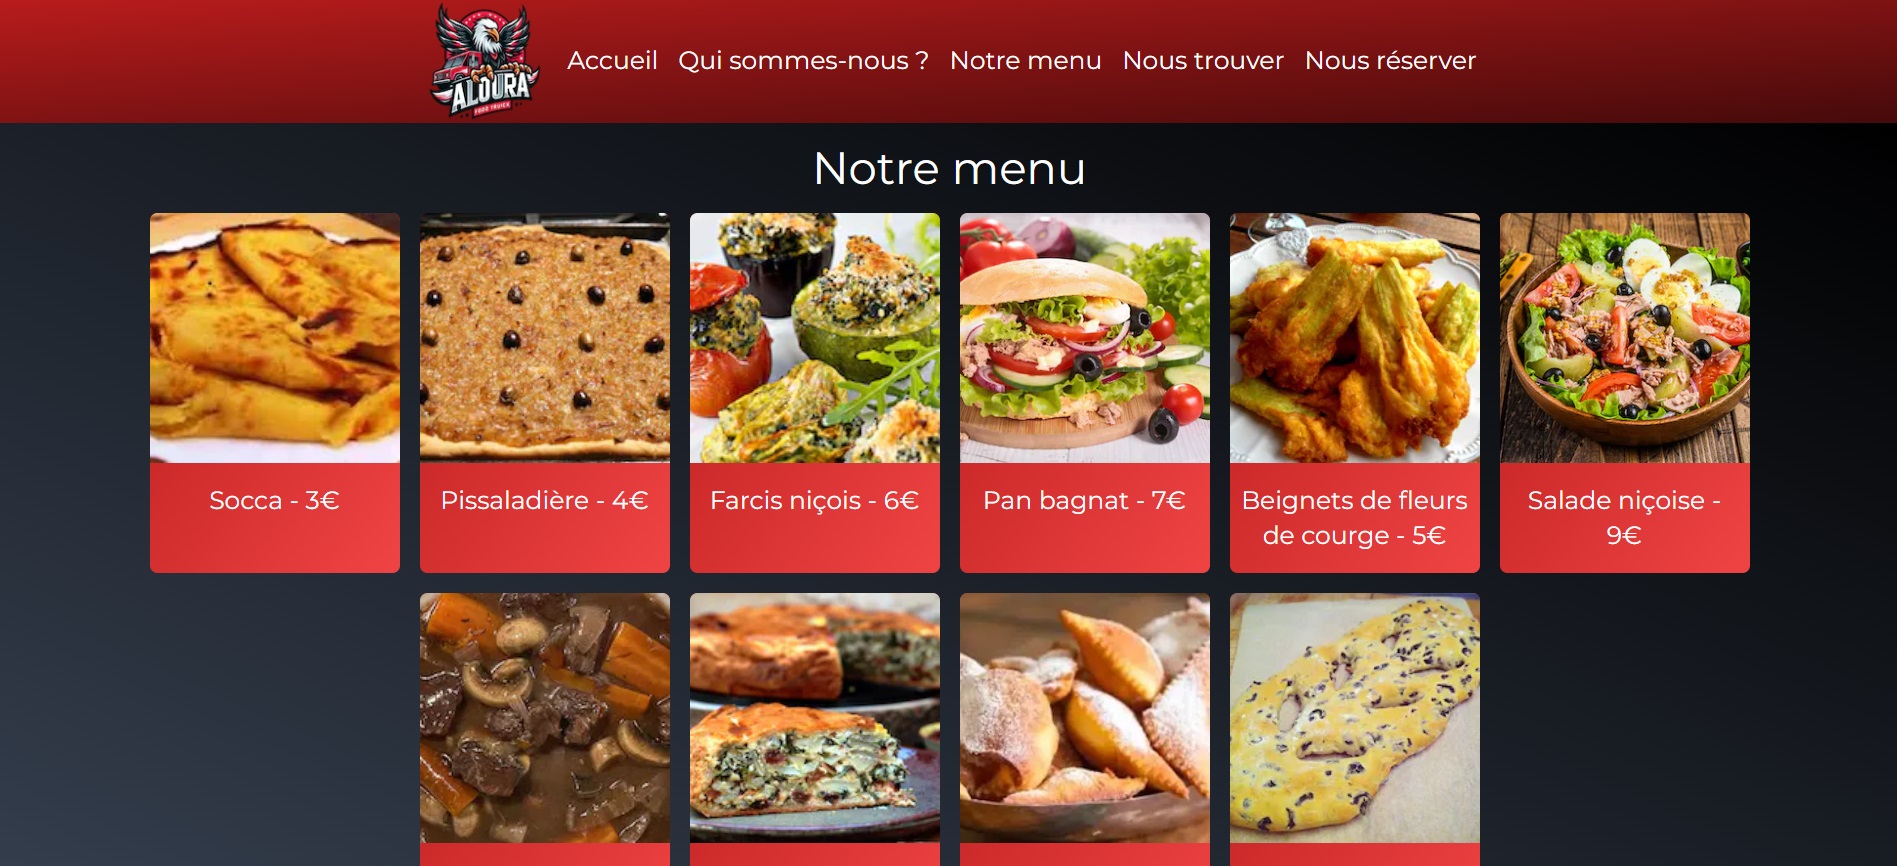 ALOURA
FOOD TRUCK
Accueil Qui sommes-nous ? Notre menu Nous trouver Nous réserver
Notre menu
Socca - 3€
Pissaladière - 4€
Farcis niçois - 6€
Pan bagnat - 7€
Beignets de fleurs
de courge - 5€
Salade niçoise -
9€